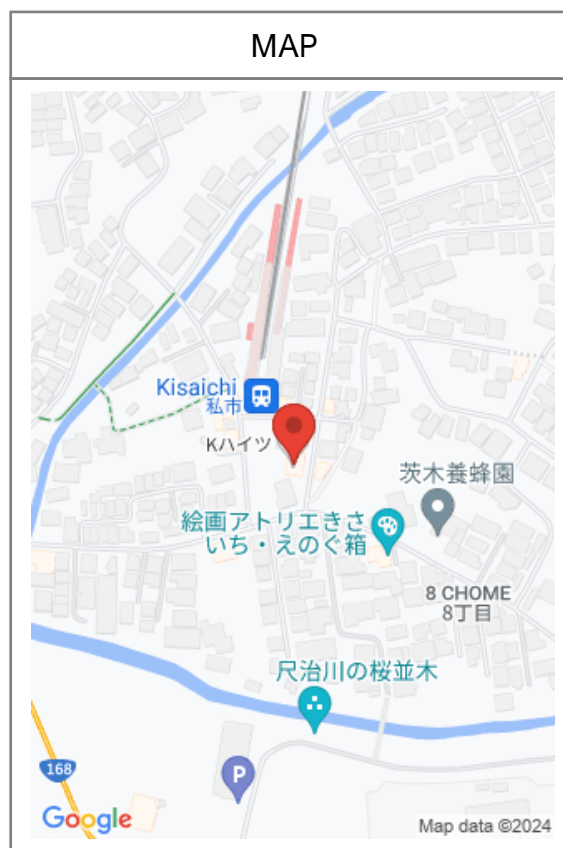 MAP
Kisaichi
私市
Kハイツ
茨木養蜂園
絵画アトリエきさ
いち・えのぐ箱
8 CHOME
8丁目
尺治川の桜並木
168
P
Google
Map data ©2024